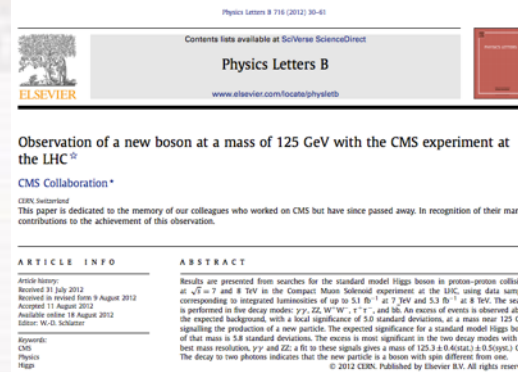 Physics Letters B 716 (2012) 30–61
Contents lists available at SciVerse ScienceDirect
Physics Letters B
www.elsevier.com/locate/physletb
ELSEVIER
PHYSICS LETTERS B
Observation of a new boson at a mass of 125 GeV with the CMS experiment at
the LHC ☆
CMS Collaboration *
CERN, Switzerland
This paper is dedicated to the memory of our colleagues who worked on CMS but have since passed away. In recognition of their man
contributions to the achievement of this observation.
ARTICLE INFO
Article history:
Received 31 July 2012
Received in revised form 9 August 2012
Accepted 11 August 2012
Available online 18 August 2012
Editor: W.-D. Schlatter
Keywords:
CMS
Physics
Higgs
ABSTRACT
Results are presented from searches for the standard model Higgs boson in proton–proton collisi
at √s = 7 and 8 TeV in the Compact Muon Solenoid experiment at the LHC, using data samp
corresponding to integrated luminosities of up to 5.1 fb⁻¹ at 7 TeV and 5.3 fb⁻¹ at 8 TeV. The sea
is performed in five decay modes: γγ, ZZ, W⁺W⁻, τ⁺τ⁻, and bb. An excess of events is observed ab
the expected background, with a local significance of 5.0 standard deviations, at a mass near 125 G
signalling the production of a new particle. The expected significance for a standard model Higgs bo
of that mass is 5.8 standard deviations. The excess is most significant in the two decay modes with
best mass resolution, γγ and ZZ; a fit to these signals gives a mass of 125.3 ± 0.4(stat.) ± 0.5(syst.) G
The decay to two photons indicates that the new particle is a boson with spin different from one.
© 2012 CERN. Published by Elsevier B.V. All rights reserv